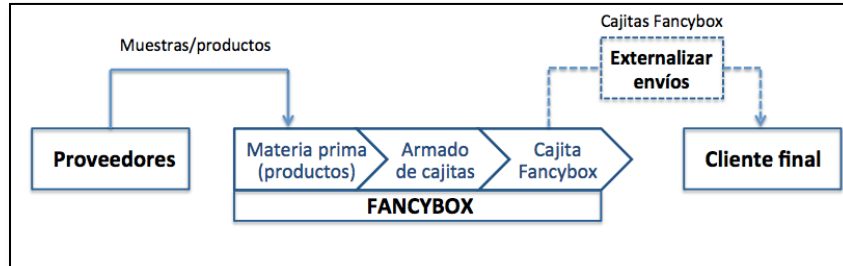 Cajitas Fancybox
Muestras/productos
Externalizar
envíos
Proveedores
Materia prima
(productos)
Armado
de cajitas
Cajita
Fancybox
Cliente final
FANCYBOX